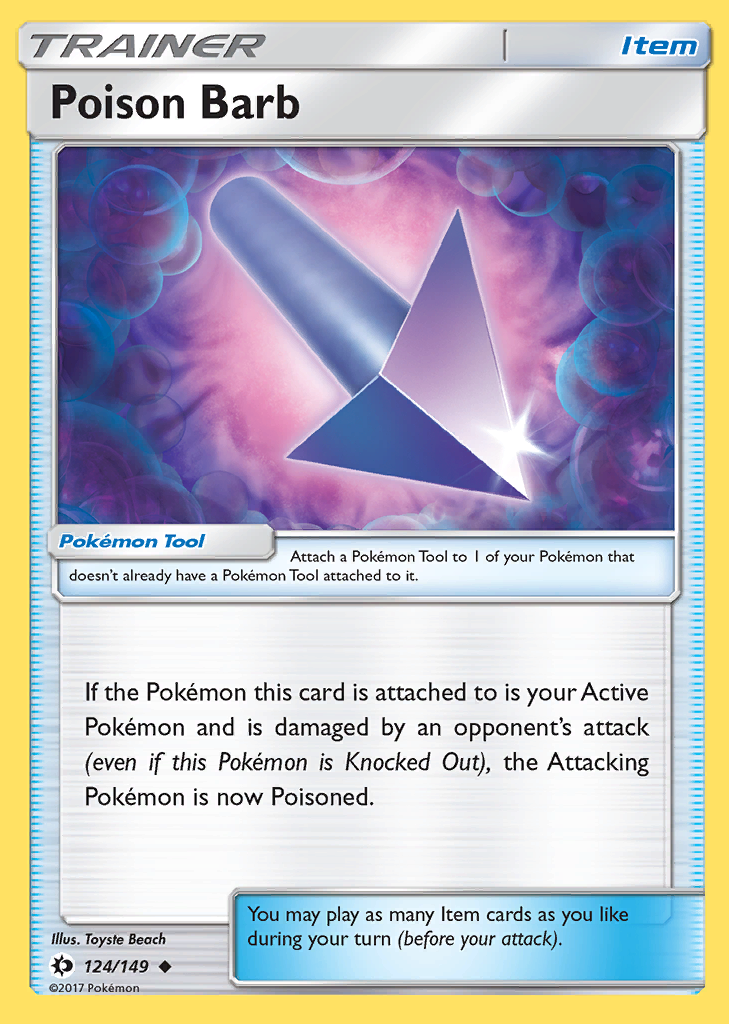 TRAINER
Item
Poison Barb
Pokémon Tool
Attach a Pokémon Tool to 1 of your Pokémon that
doesn't already have a Pokémon Tool attached to it.
If the Pokémon this card is attached to is your Active
Pokémon and is damaged by an opponent's attack
(even if this Pokémon is Knocked Out), the Attacking
Pokémon is now Poisoned.
You may play as many Item cards as you like
during your turn (before your attack).
Illus. Toyste Beach
124/149 ◆
©2017 Pokémon